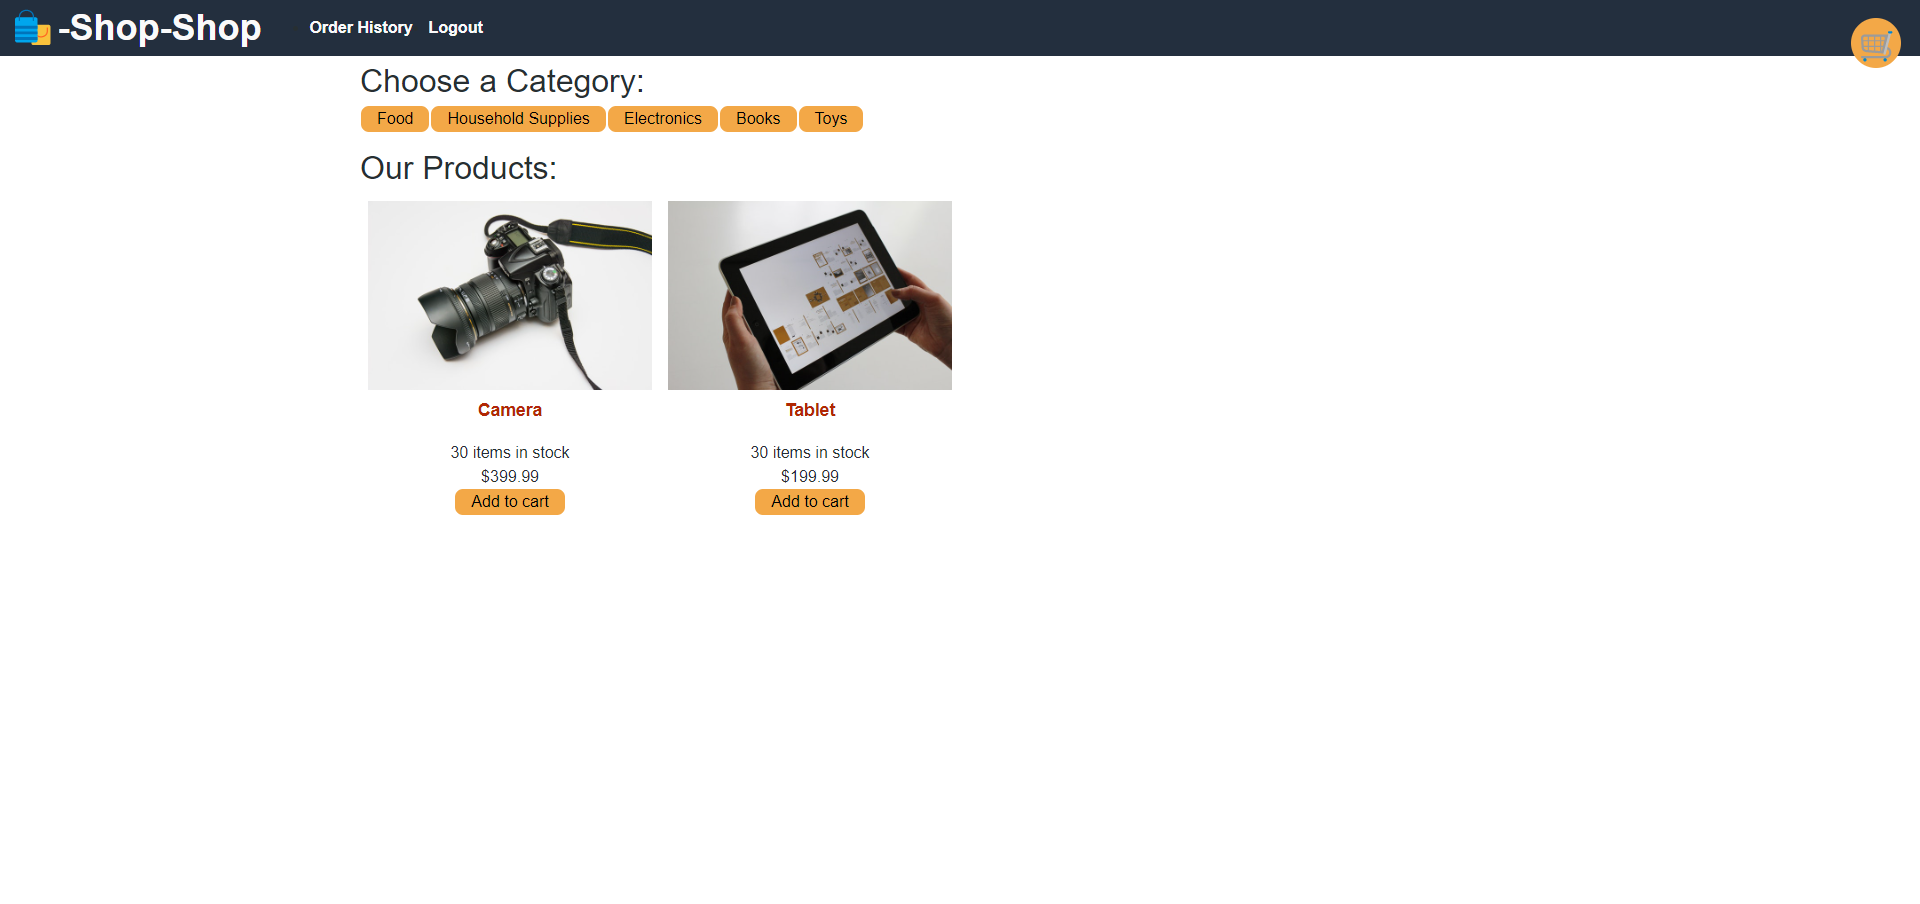 -Shop-Shop
Order History Logout
Choose a Category:
Food Household Supplies Electronics Books Toys
Our Products:
Camera
30 items in stock
$399.99
Add to cart
Tablet
30 items in stock
$199.99
Add to cart